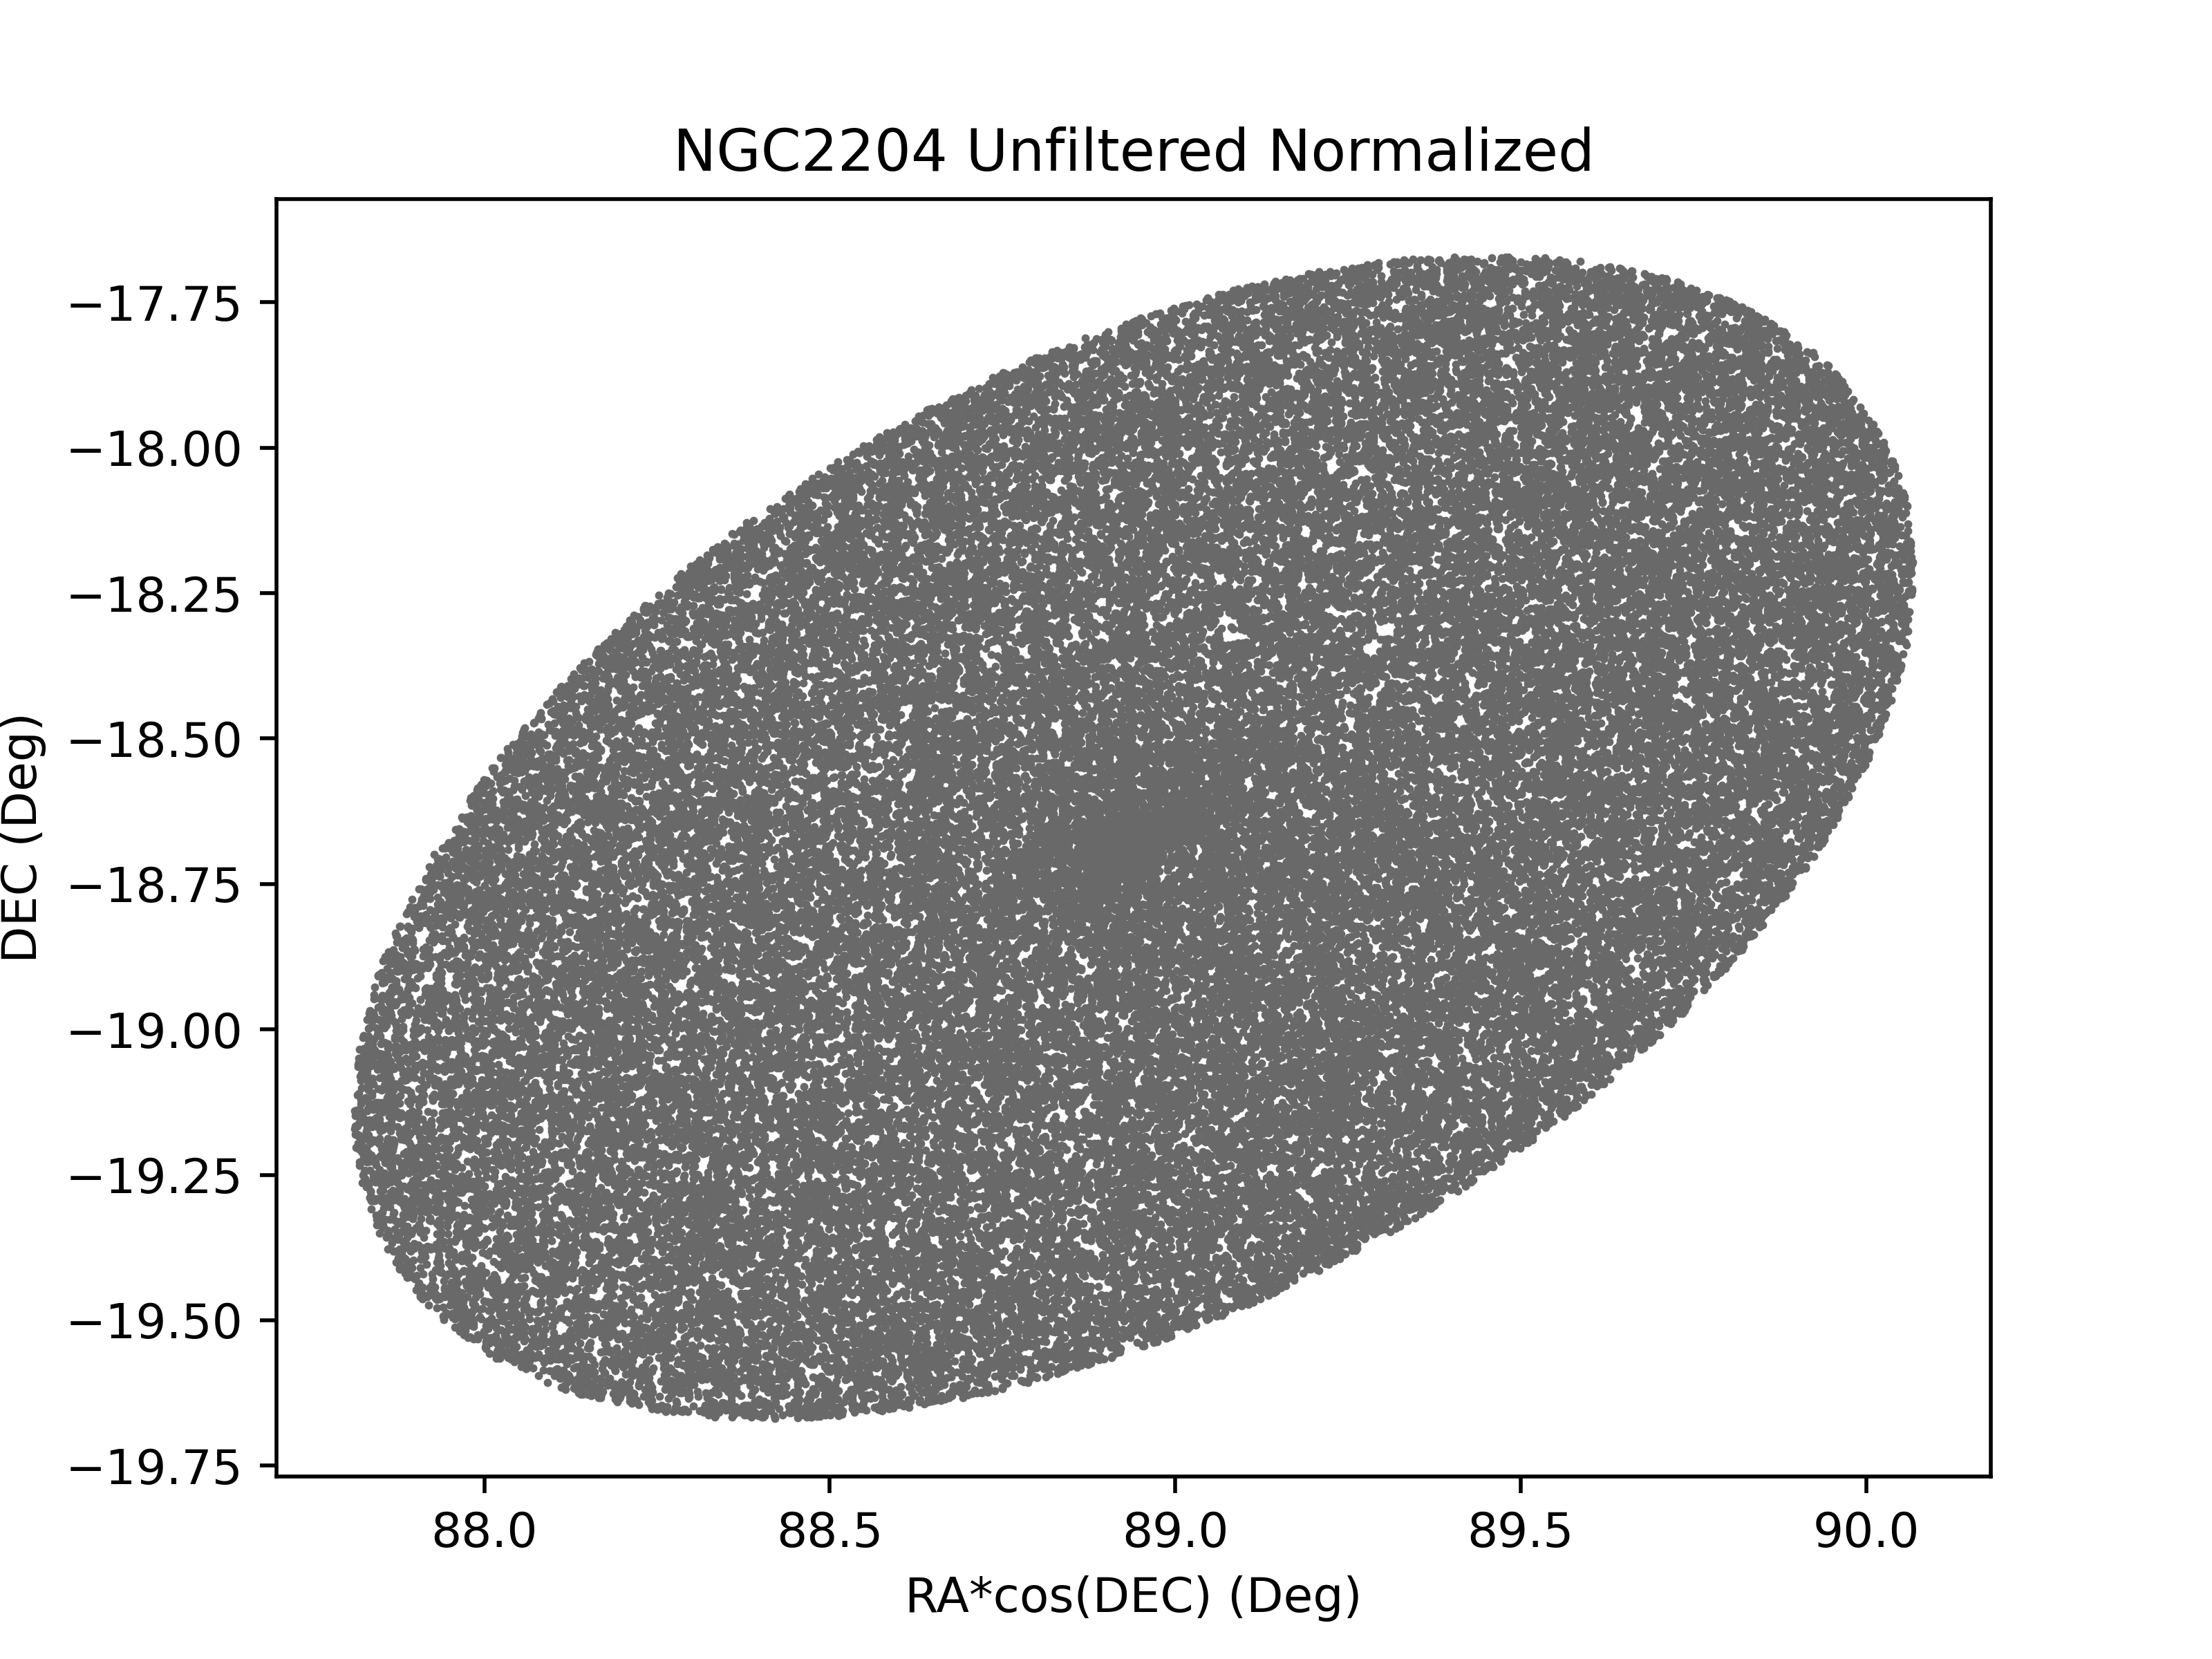 NGC2204 Unfiltered Normalized
DEC (Deg)
−17.75
−18.00
−18.25
−18.50
−18.75
−19.00
−19.25
−19.50
−19.75
88.0 88.5 89.0 89.5 90.0
RA*cos(DEC) (Deg)